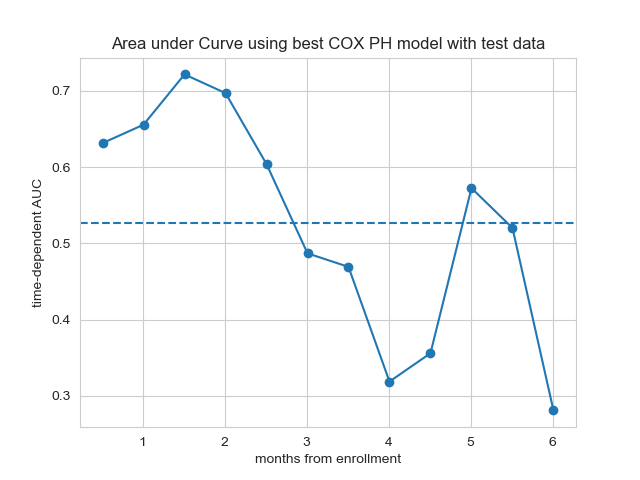 Area under Curve using best COX PH model with test data
time-dependent AUC
0.7
0.6
0.5
0.4
0.3
1 2 3 4 5 6
months from enrollment